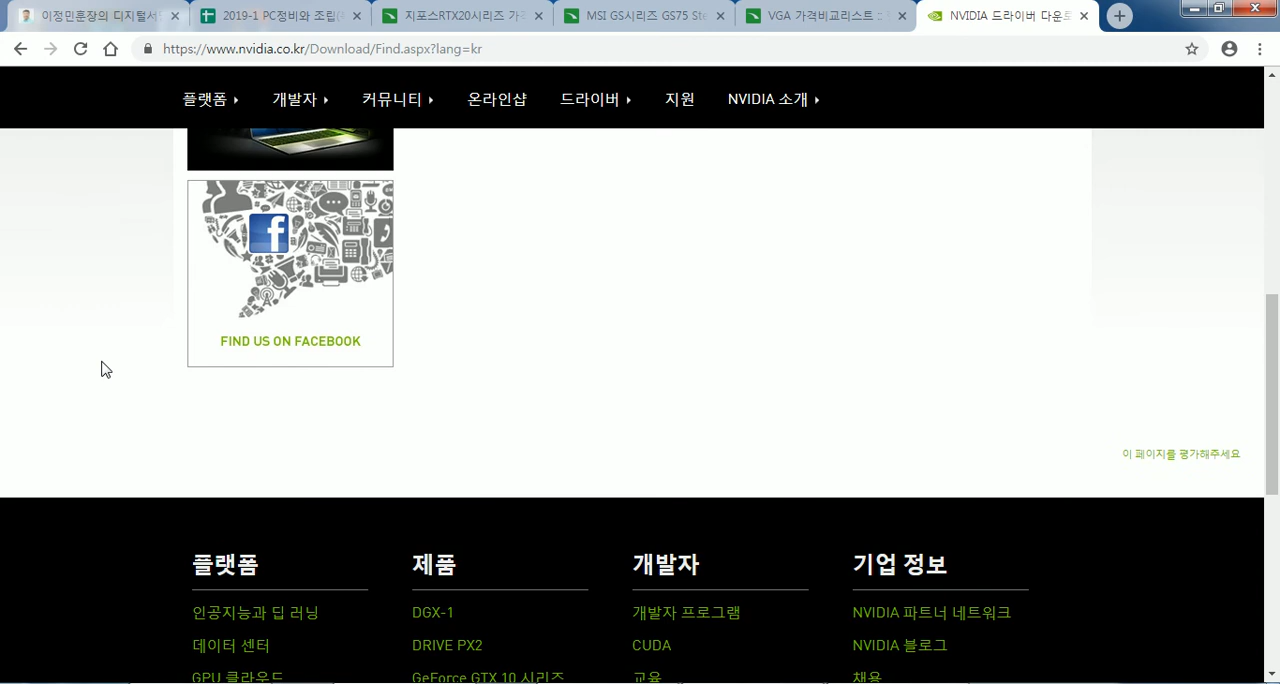 이정민훈장의 디지털서
2019-1 PC정비와 조립(
지포스RTX20시리즈 가
MSI GS시리즈 GS75 Ste
VGA 가격비교리스트 :
NVIDIA 드라이버 다운로
https://www.nvidia.co.kr/Download/Find.aspx?lang=kr
플랫폼 개발자 커뮤니티 온라인샵 드라이버 지원 NVIDIA 소개
FIND US ON FACEBOOK
이 페이지를 평가해주세요
플랫폼 제품 개발자 기업 정보
인공지능과 딥 러닝 DGX-1 개발자 프로그램 NVIDIA 파트너 네트워크
데이터 센터 DRIVE PX2 CUDA NVIDIA 블로그
GPU 클라우드 GeForce GTX 10 시리즈 교육 채용